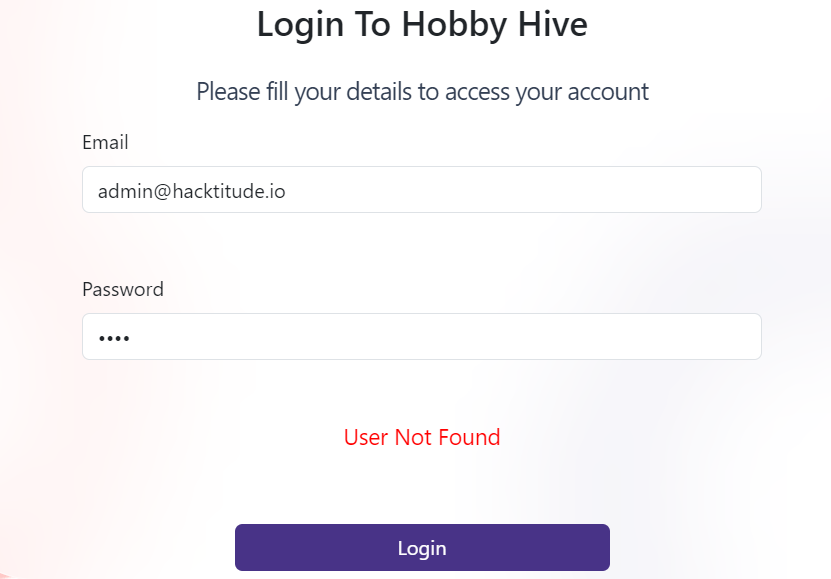 Login To Hobby Hive
Please fill your details to access your account
Email
admin@hacktitude.io
Password
••••
User Not Found
Login